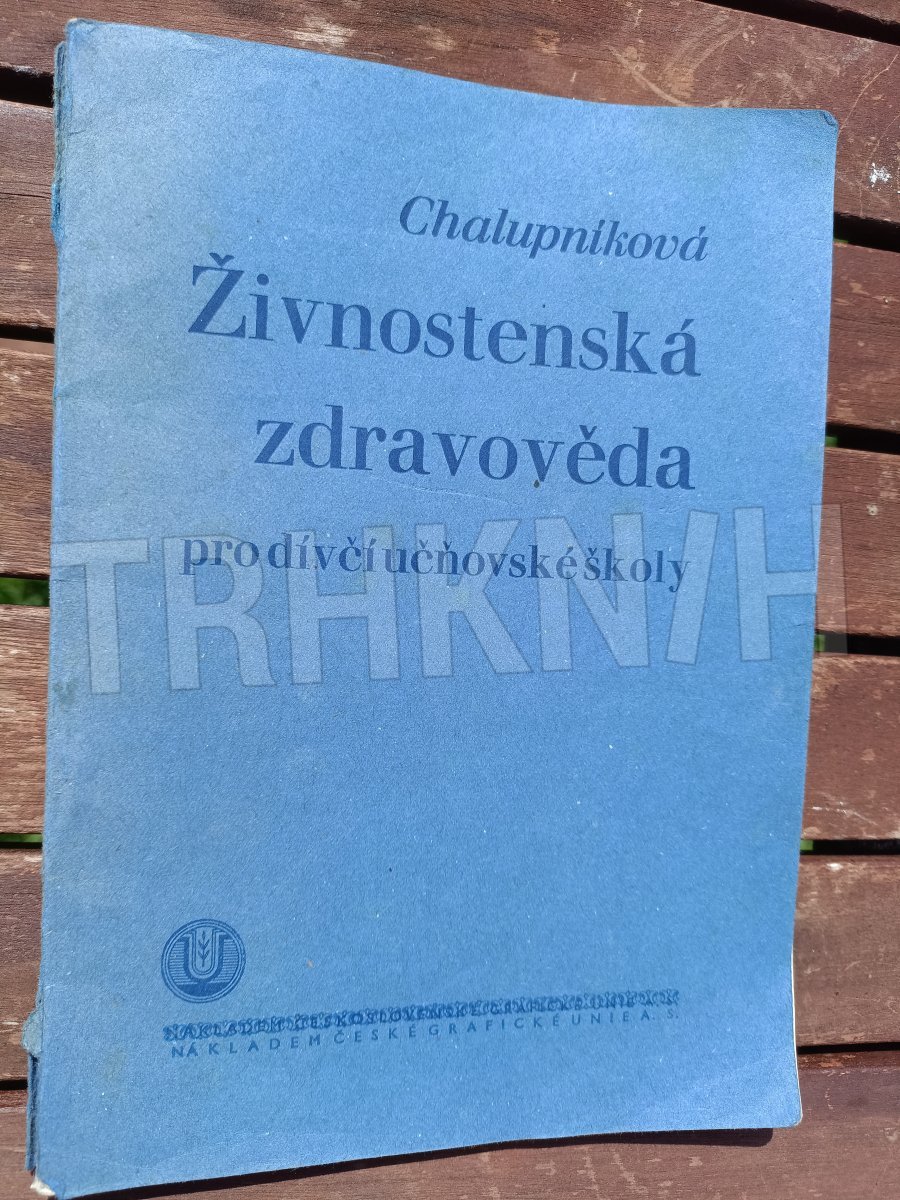 Chalupníková
Živnostenská
zdravověda
pro dívčí učňovské školy
TRHKNIH
U
NÁKLADEM ČESKÉ GRAFICKÉ UNIE A. S.